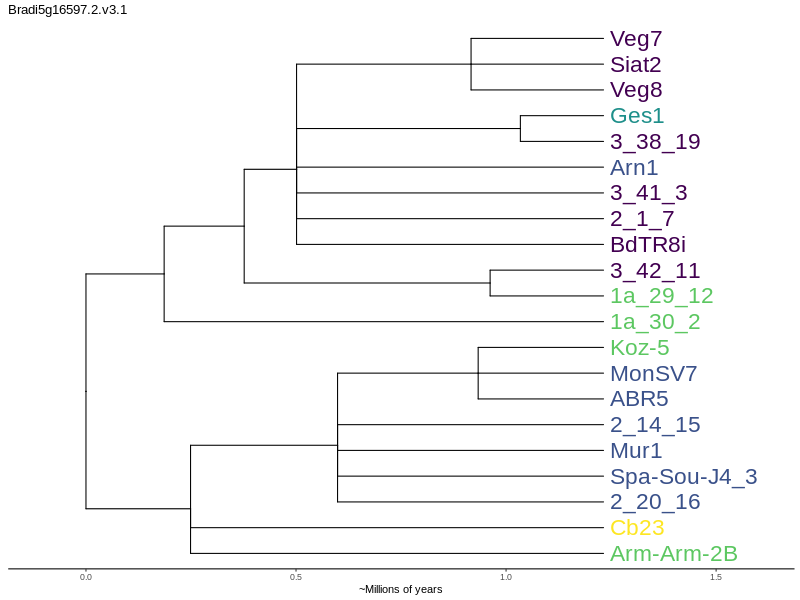 Bradi5g16597.2.v3.1
Veg7
Siat2
Veg8
Ges1
3_38_19
Arn1
3_41_3
2_1_7
BdTR8i
3_42_11
1a_29_12
1a_30_2
Koz-5
MonSV7
ABR5
2_14_15
Mur1
Spa-Sou-J4_3
2_20_16
Cb23
Arm-Arm-2B
0.0 0.5 1.0 1.5
~Millions of years